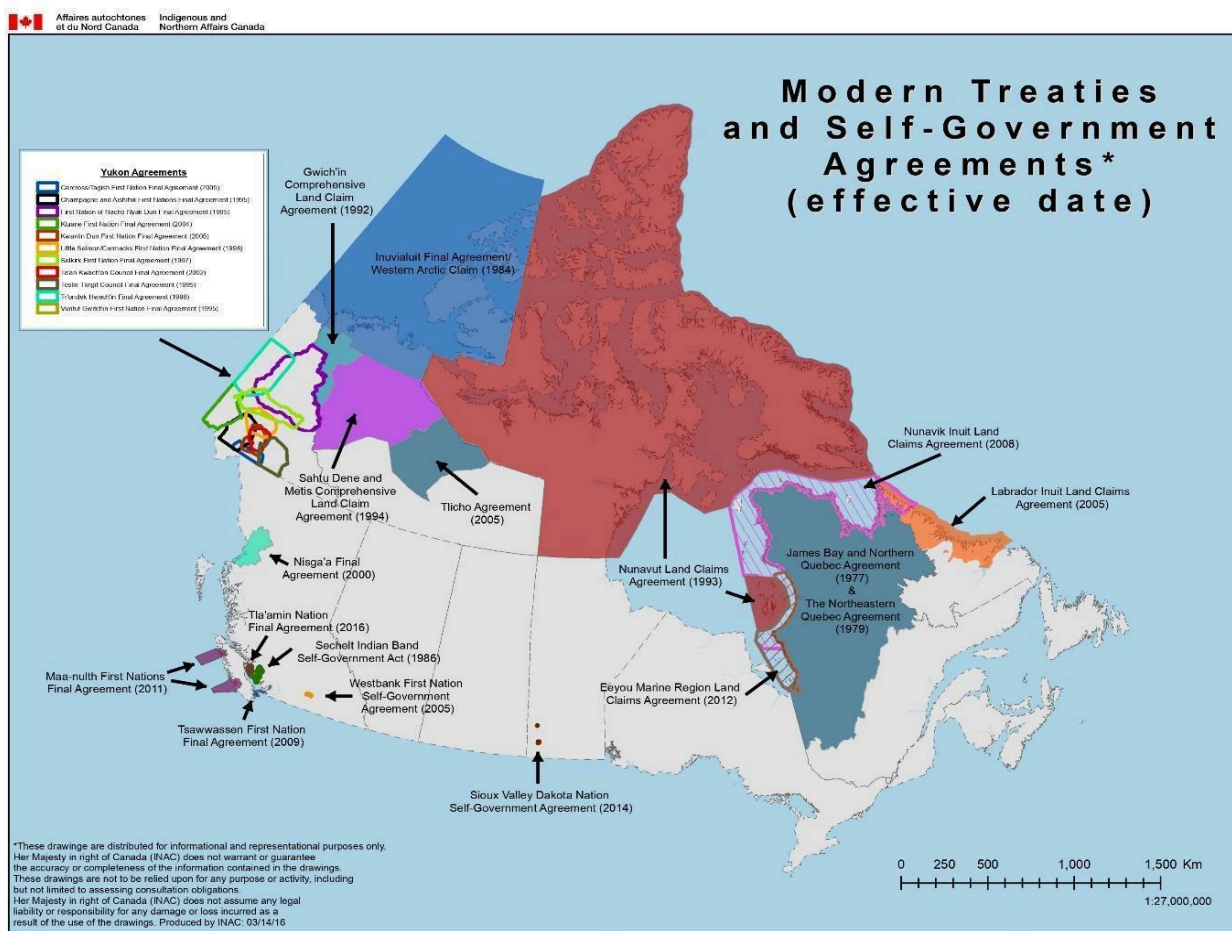 Affaires autochtones
et du Nord Canada
Indigenous and
Northern Affairs Canada
Modern Treaties
and Self-Government
Agreements*
(effective date)
Yukon Agreements
Carcross/Tagish First Nation Final Agreement (2005)
Champagne and Aishihik First Nations Final Agreement (1995)
First Nation of Nacho Nyak Dun Final Agreement (1995)
Kluane First Nation Final Agreement (2004)
Kwanlin Dun First Nation Final Agreement (2005)
Little Salmon/Carmacks First Nation Final Agreement (1998)
Selkirk First Nation Final Agreement (1997)
Ta'an Kwach'an Council Final Agreement (2002)
Teslin Tlingit Council Final Agreement (1995)
Tr'ondek Hwech'in Final Agreement (1998)
Vuntut Gwitchin First Nation Final Agreement (1995)
Gwich'in
Comprehensive
Land Claim
Agreement (1992)
Inuvialuit Final Agreement/
Western Arctic Claim (1984)
Nunavik Inuit Land
Claims Agreement (2008)
Labrador Inuit Land Claims
Agreement (2005)
Sahtu Dene and
Metis Comprehensive
Land Claim
Agreement (1994)
Tlicho Agreement
(2005)
Nisga'a Final
Agreement (2000)
Nunavut Land Claims
Agreement (1993)
James Bay and Northern
Quebec Agreement
(1977)
&
The Northeastern
Quebec Agreement
(1979)
Tla'amin Nation
Final Agreement (2016)
Sechelt Indian Band
Self-Government Act (1986)
Maa-nulth First Nations
Final Agreement (2011)
Westbank First Nation
Self-Government
Agreement (2005)
Eeyou Marine Region Land
Claims Agreement (2012)
Tsawwassen First Nation
Final Agreement (2009)
Sioux Valley Dakota Nation
Self-Government Agreement (2014)
*These drawings are distributed for informational and representational purposes only.
Her Majesty in right of Canada (INAC) does not warrant or guarantee
the accuracy or completeness of the information contained in the drawings.
These drawings are not to be relied upon for any purpose or activity, including
but not limited to assessing consultation obligations.
Her Majesty in right of Canada (INAC) does not assume any legal
liability or responsibility for any damage or loss incurred as a
result of the use of the drawings. Produced by INAC: 03/14/16
0 250 500 1,000 1,500 Km
1:27,000,000